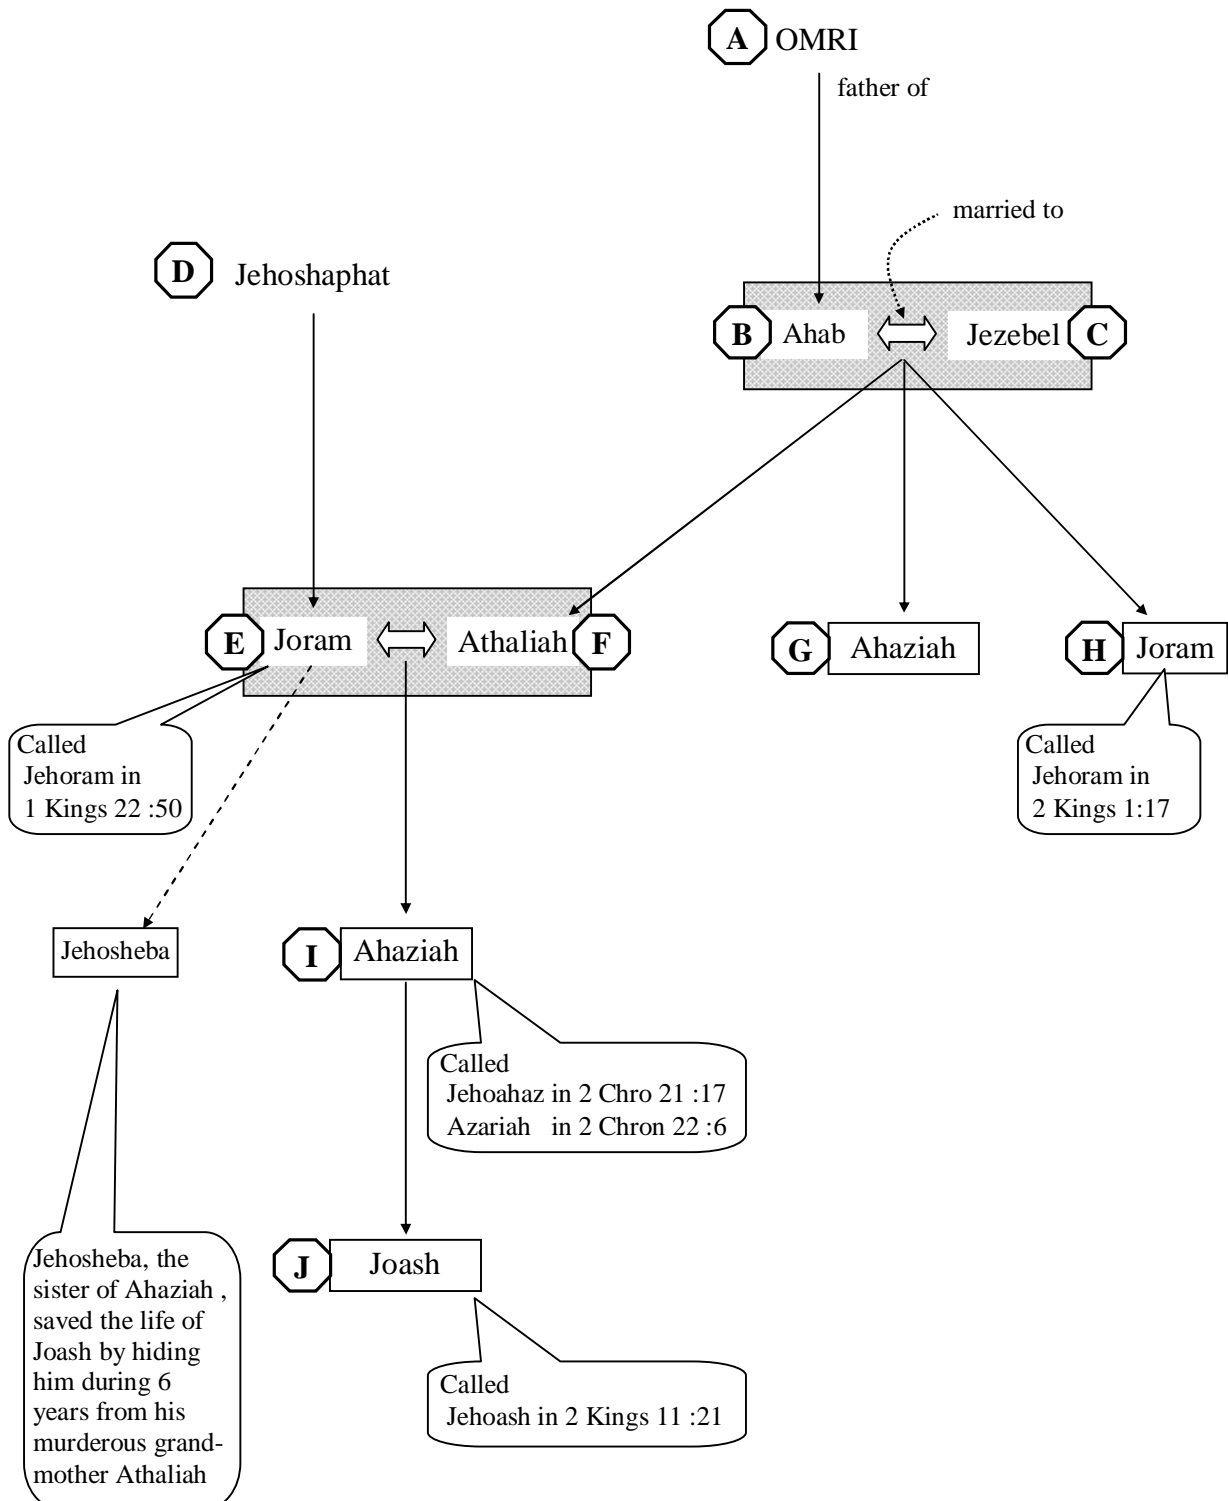 A OMRI
father of
married to
D Jehoshaphat
B Ahab Jezebel C
E Joram Athaliah F
G Ahaziah
H Joram
Called
Jehoram in
1 Kings 22 :50
Called
Jehoram in
2 Kings 1:17
Jehosheba
I Ahaziah
Called
Jehoahaz in 2 Chro 21 :17
Azariah in 2 Chron 22 :6
J Joash
Jehosheba, the
sister of Ahaziah ,
saved the life of
Joash by hiding
him during 6
years from his
murderous grand-
mother Athaliah
Called
Jehoash in 2 Kings 11 :21